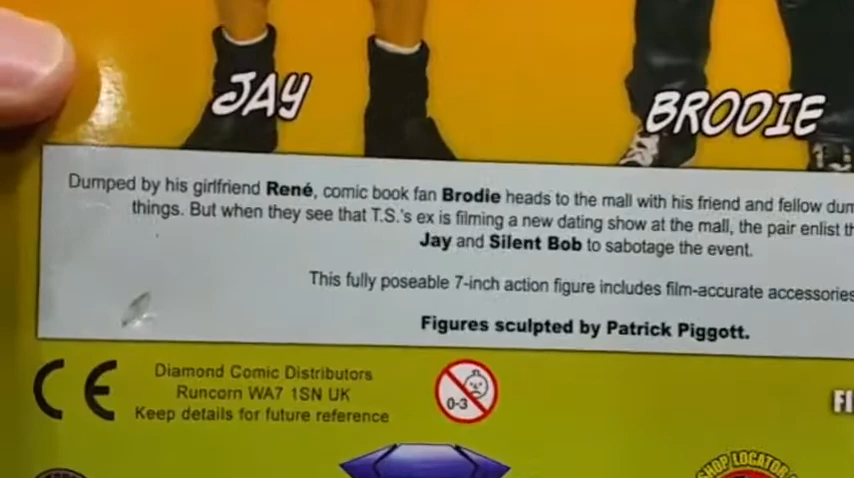 JAY
BRODIE
Dumped by his girlfriend René, comic book fan Brodie heads to the mall with his friend and fellow
things. But when they see that T.S.'s ex is filming a new dating show at the mall, the pair enlist
Jay and Silent Bob to sabotage the event.
This fully poseable 7-inch action figure includes film-accurate accessories
Figures sculpted by Patrick Piggott.
CE
Diamond Comic Distributors
Runcorn WA7 1SN UK
Keep details for future reference
0-3
SHOP LOCATOR